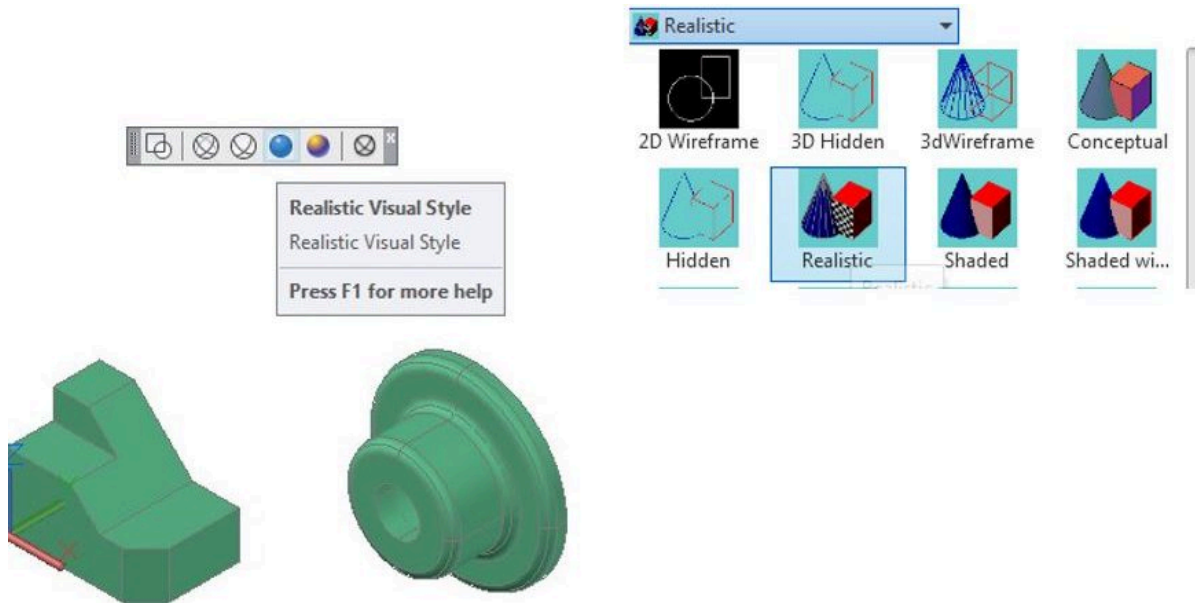 Realistic
2D Wireframe
3D Hidden
3dWireframe
Conceptual
Hidden
Realistic
Shaded
Shaded wi...
Realistic
Realistic Visual Style
Realistic Visual Style
Press F1 for more help
Z
Y
X